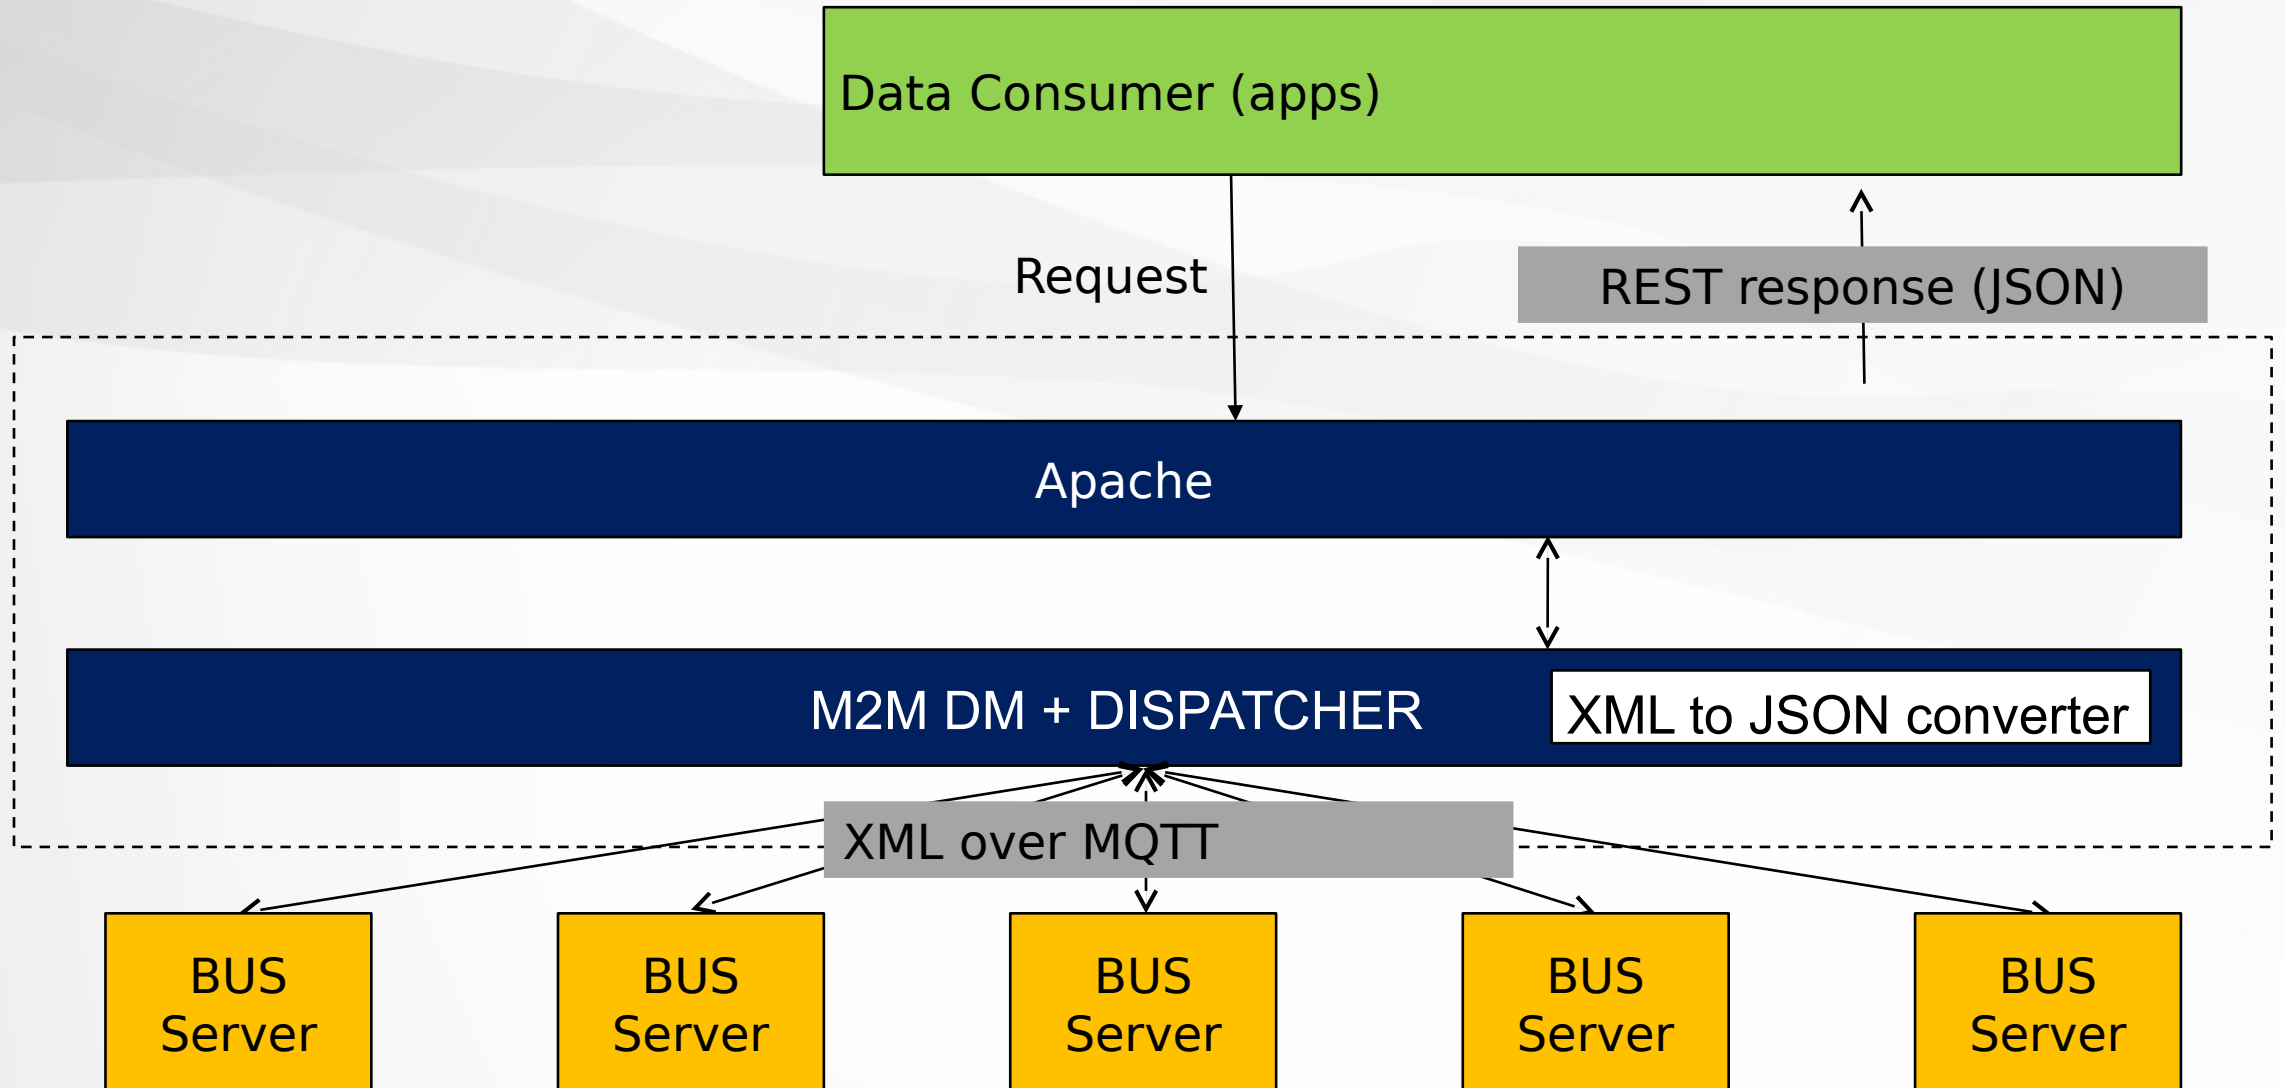 Data Consumer (apps)
Request
REST response (JSON)
Apache
M2M DM + DISPATCHER
XML to JSON converter
XML over MQTT
BUS
Server
BUS
Server
BUS
Server
BUS
Server
BUS
Server